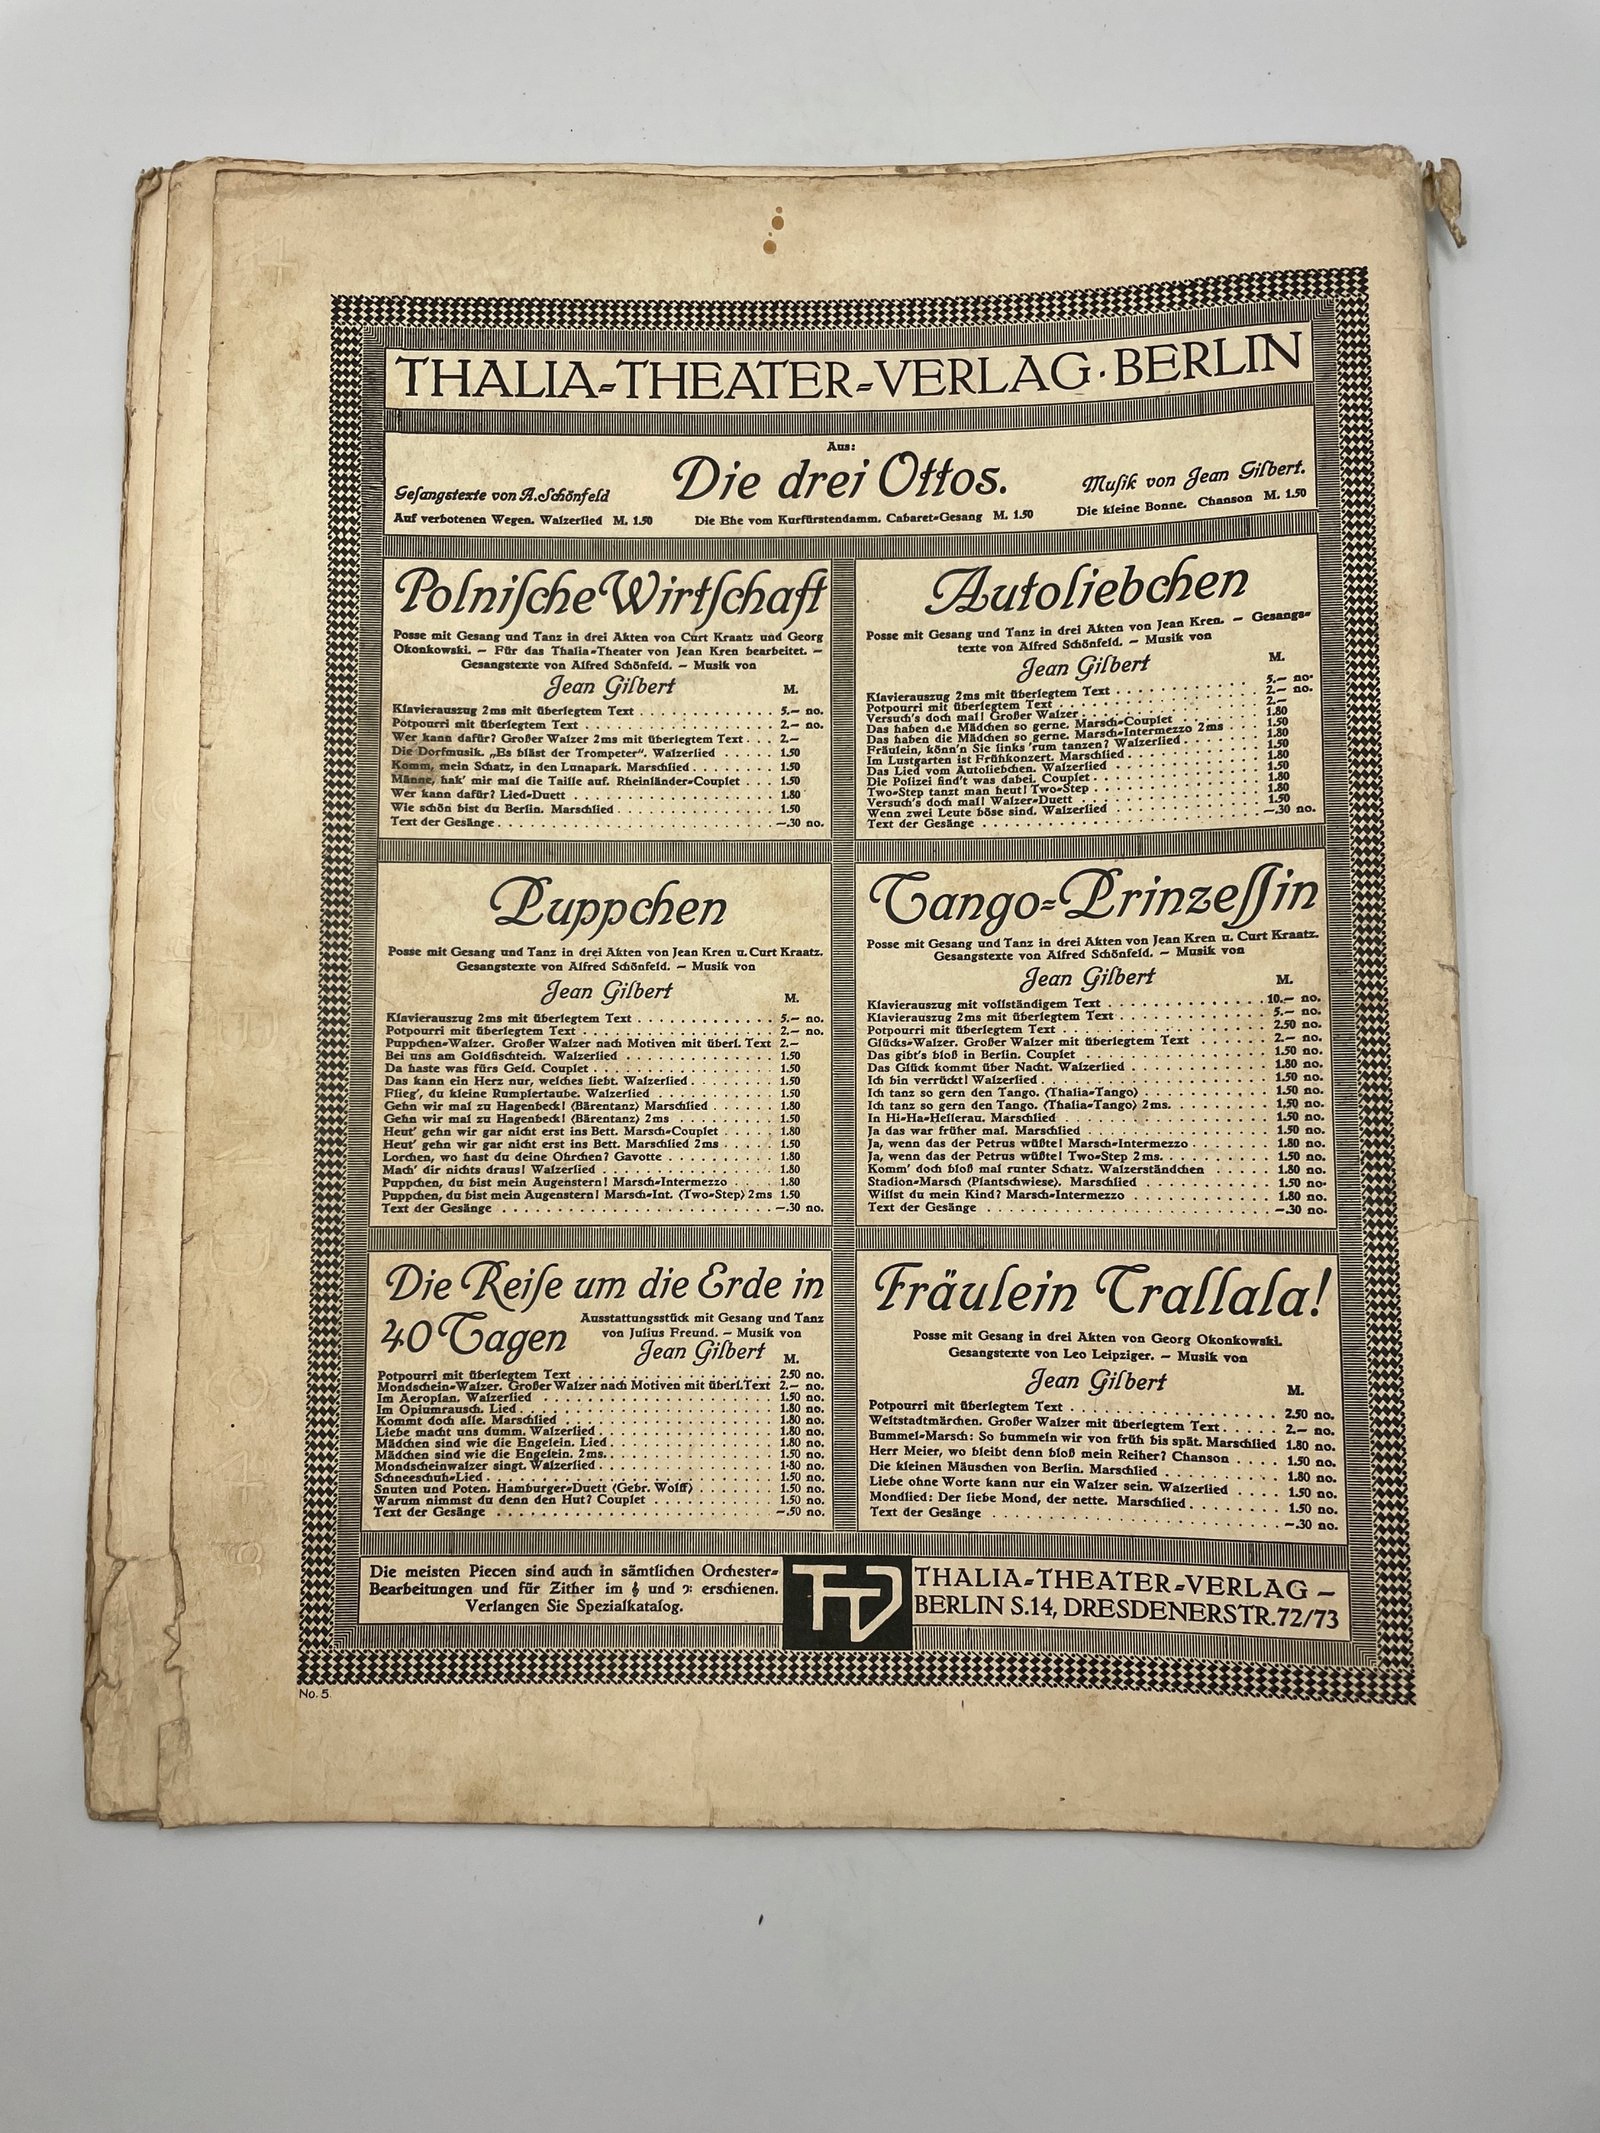 THALIA-THEATER-VERLAG · BERLIN
Aus:
Die drei Ottos.
Gesangstexte von A. Schönfeld
Musik von Jean Gilbert.
Auf verbotenen Wegen. Walzerlied M. 1.50
Die Ehe vom Kurfürstendamm. Cabaret-Gesang M. 1.50
Die kleine Bonne. Chanson M. 1.50
Polnische Wirtschaft
Posse mit Gesang und Tanz in drei Akten von Curt Kraatz und Georg
Okonkowski. – Für das Thalia-Theater von Jean Kren bearbeitet. –
Gesangstexte von Alfred Schönfeld. – Musik von
Jean Gilbert
M.
Klavierauszug 2ms mit überlegtem Text 5.– no.
Potpourri mit überlegtem Text 2.– no.
Wer kann dafür? Großer Walzer 2ms mit überlegtem Text 2.–
Die Dorfmusik. „Es bläst der Trompeter“. Walzerlied 1.50
Komm, mein Schatz, in den Lunapark. Marschlied 1.50
Männe, hak' mir mal die Taille auf. Rheinländer-Couplet 1.50
Wer kann dafür? Lied-Duett 1.80
Wie schön bist du Berlin. Marschlied 1.50
Text der Gesänge –.30 no.
Autoliebchen
Posse mit Gesang und Tanz in drei Akten von Jean Kren. – Gesangs-
texte von Alfred Schönfeld. – Musik von
Jean Gilbert
M.
Klavierauszug 2ms mit überlegtem Text 5.– no.
Potpourri mit überlegtem Text 2.– no.
Versuch's doch mal! Großer Walzer 2.–
Das haben die Mädchen so gerne. Marsch-Couplet 1.80
Das haben die Mädchen so gerne. Marsch-Intermezzo 2ms 1.50
Fräulein, könn'n Sie links 'rum tanzen? Walzerlied 1.80
Im Lustgarten ist Frühkonzert. Marschlied 1.50
Das Lied vom Autoliebchen. Walzerlied 1.80
Die Polizei find't was dabei. Couplet 1.50
Two-Step tanzt man heut! Two-Step 1.80
Versuch's doch mal! Walzer-Duett 1.80
Wenn zwei Leute böse sind. Walzerlied 1.50
Text der Gesänge –.30 no.
Puppchen
Posse mit Gesang und Tanz in drei Akten von Jean Kren u. Curt Kraatz.
Gesangstexte von Alfred Schönfeld. – Musik von
Jean Gilbert
M.
Klavierauszug 2ms mit überlegtem Text 5.– no.
Potpourri mit überlegtem Text 2.– no.
Puppchen-Walzer. Großer Walzer nach Motiven mit überl. Text 2.–
Bei uns am Goldfischteich. Walzerlied 1.50
Da haste was fürs Geld. Couplet 1.50
Das kann ein Herz nur, welches liebt. Walzerlied 1.50
Flieg', du kleine Rumplertaube. Walzerlied 1.50
Gehn wir mal zu Hagenbeck! (Bärentanz) Marschlied 1.80
Gehn wir mal zu Hagenbeck! (Bärentanz) 2ms 1.50
Heut' gehn wir gar nicht erst ins Bett. Marsch-Couplet 1.80
Heut' gehn wir gar nicht erst ins Bett. Marschlied 2ms 1.50
Lorchen, wo hast du deine Ohrchen? Gavotte 1.80
Mach' dir nichts draus! Walzerlied 1.80
Puppchen, du bist mein Augenstern! Marsch-Intermezzo 1.80
Puppchen, du bist mein Augenstern! Marsch-Int. (Two-Step) 2ms 1.50
Text der Gesänge –.30 no.
Tango-Prinzessin
Posse mit Gesang und Tanz in drei Akten von Jean Kren u. Curt Kraatz.
Gesangstexte von Alfred Schönfeld. – Musik von
Jean Gilbert
M.
Klavierauszug mit vollständigem Text 10.– no.
Klavierauszug 2ms mit überlegtem Text 5.– no.
Potpourri mit überlegtem Text 2.50 no.
Glücks-Walzer. Großer Walzer mit überlegtem Text 2.– no.
Das gibt's bloß in Berlin. Couplet 1.50 no.
Das Glück kommt über Nacht. Walzerlied 1.80 no.
Ich bin verrückt! Walzerlied 1.50 no.
Ich tanz so gern den Tango. (Thalia-Tango) 1.50 no.
Ich tanz so gern den Tango. (Thalia-Tango) 2ms. 1.50 no.
In Hi-Ha-Hellerau. Marschlied 1.50 no.
Ja das war früher mal. Marschlied 1.50 no.
Ja, wenn das der Petrus wüßte! Marsch-Intermezzo 1.80 no.
Ja, wenn das der Petrus wüßte! Two-Step 2 ms. 1.50 no.
Komm' doch bloß mal runter Schatz. Walzerständchen 1.80 no.
Stadion-Marsch (Plantschwiese). Marschlied 1.50 no.
Willst du mein Kind? Marsch-Intermezzo 1.80 no.
Text der Gesänge –.30 no.
Die Reise um die Erde in
40 Tagen
Ausstattungsstück mit Gesang und Tanz
von Julius Freund. – Musik von
Jean Gilbert
M.
Potpourri mit überlegtem Text 2.50 no.
Mondschein-Walzer. Großer Walzer nach Motiven mit überl. Text 2.– no.
Im Aeroplan. Walzerlied 1.50 no.
Im Opiumrausch. Lied 1.80 no.
Kommt doch alle. Marschlied 1.80 no.
Liebe macht uns dumm. Walzerlied 1.80 no.
Mädchen sind wie die Engelein. Lied 1.80 no.
Mädchen sind wie die Engelein. 2ms. 1.50 no.
Mondscheinwalzer singt. Walzerlied 1.80 no.
Schneeschuh-Lied 1.50 no.
Snuten und Poten. Hamburger-Duett (Gebr. Wolff) 1.50 no.
Warum nimmst du denn den Hut? Couplet 1.50 no.
Text der Gesänge –.50 no.
Fräulein Trallala!
Posse mit Gesang in drei Akten von Georg Okonkowski.
Gesangstexte von Leo Leipziger. – Musik von
Jean Gilbert
M.
Potpourri mit überlegtem Text 2.50 no.
Weltstadtmärchen. Großer Walzer mit überlegtem Text 2.– no.
Bummel-Marsch: So bummeln wir von früh bis spät. Marschlied 1.80 no.
Herr Meier, wo bleibt denn bloß mein Reiher? Chanson 1.50 no.
Die kleinen Mäuschen von Berlin. Marschlied 1.80 no.
Liebe ohne Worte kann nur ein Walzer sein. Walzerlied 1.50 no.
Mondlied: Der liebe Mond, der nette. Marschlied 1.50 no.
Text der Gesänge –.30 no.
Die meisten Piecen sind auch in sämtlichen Orchester-
Bearbeitungen und für Zither im 𝄞 und 𝄢 erschienen.
Verlangen Sie Spezialkatalog.
THALIA-THEATER-VERLAG –
BERLIN S.14, DRESDENERSTR. 72/73
No. 5.